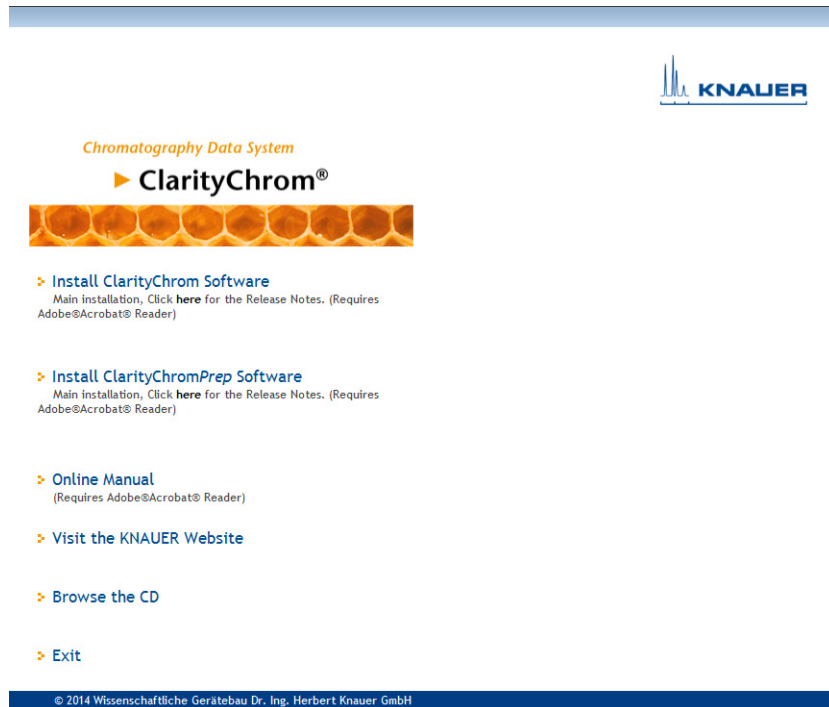 KNAUER
Chromatography Data System
ClarityChrom®
Install ClarityChrom Software
Main installation, Click here for the Release Notes. (Requires
Adobe®Acrobat® Reader)
Install ClarityChromPrep Software
Main installation, Click here for the Release Notes. (Requires
Adobe®Acrobat® Reader)
Online Manual
(Requires Adobe®Acrobat® Reader)
Visit the KNAUER Website
Browse the CD
Exit
© 2014 Wissenschaftliche Gerätebau Dr. Ing. Herbert Knauer GmbH